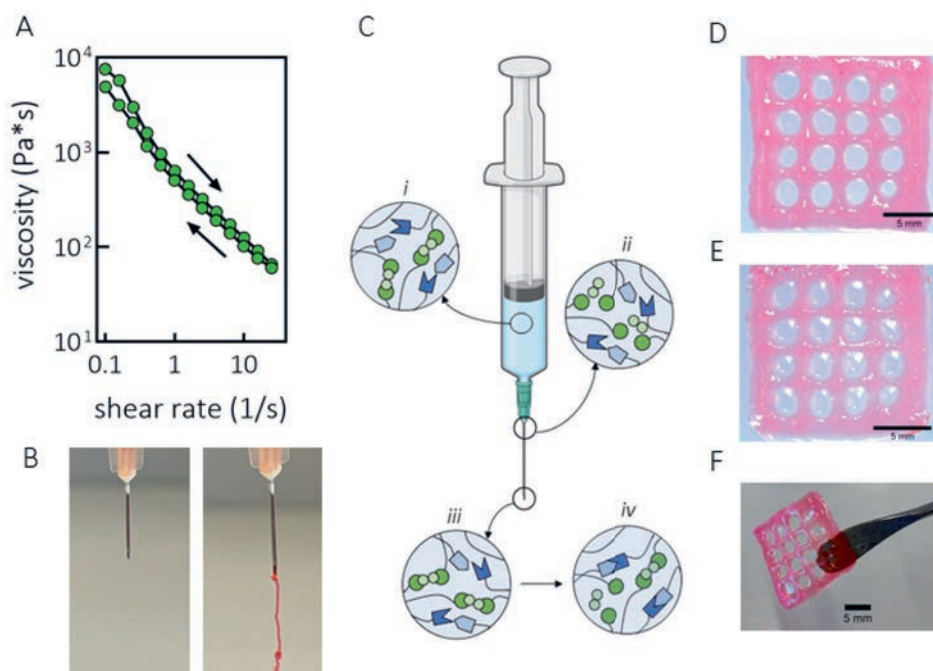 A
viscosity (Pa*s)
10⁴
10³
10²
10¹
0.1
1
10
shear rate (1/s)
B
C
i
ii
iii
iv
D
5 mm
E
5 mm
F
5 mm